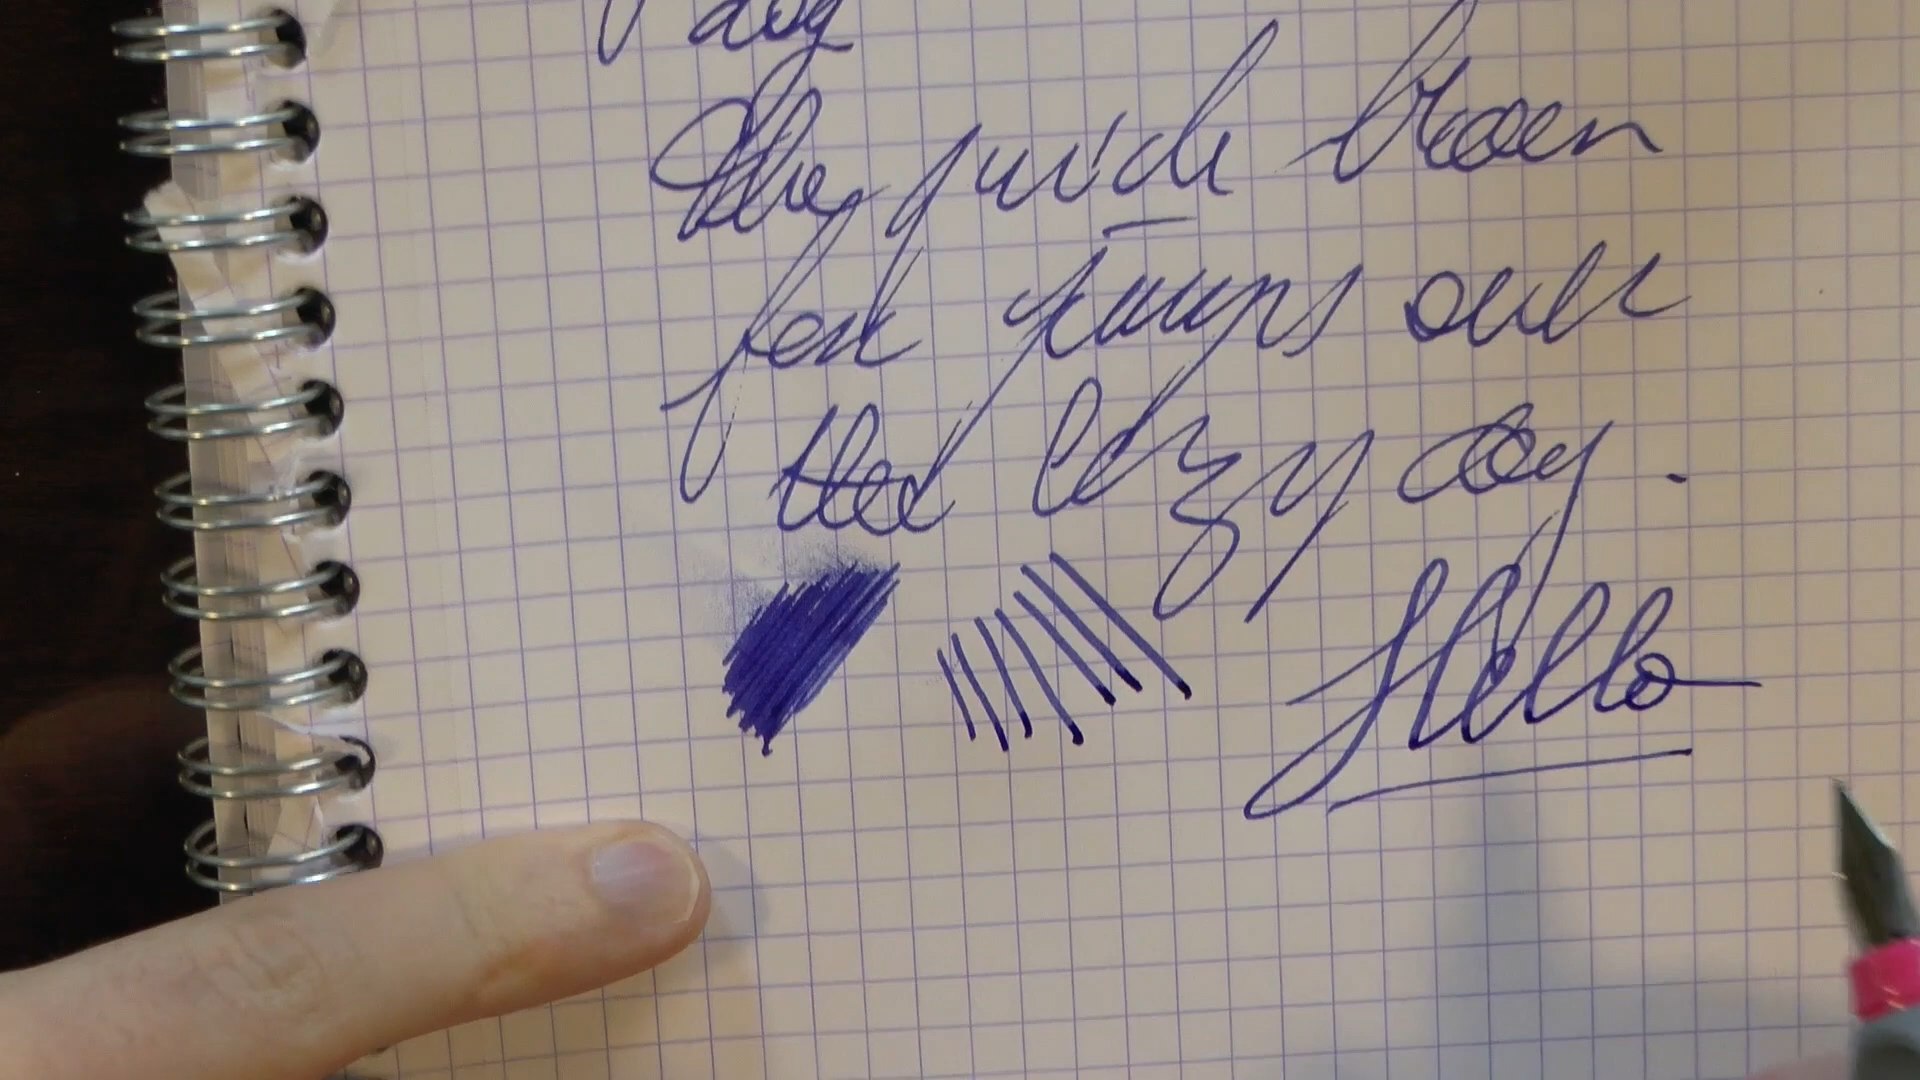 dog
the quick brown
fox jumps over
the lazy dog.
Hello